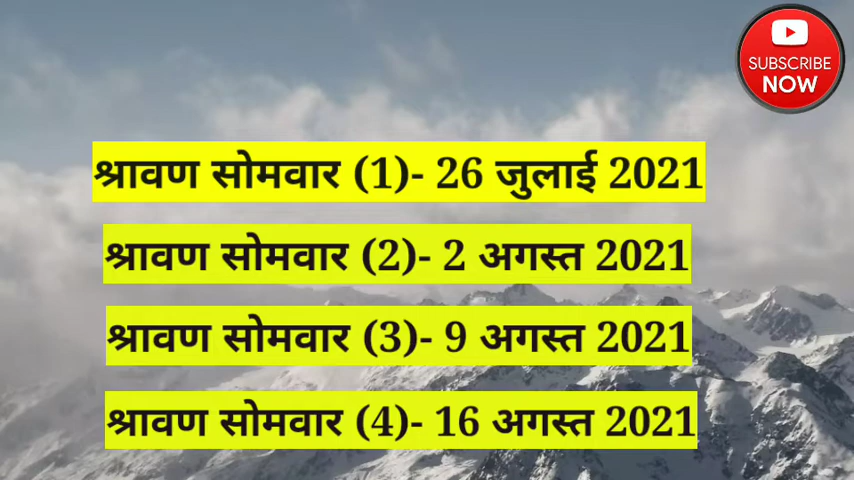 SUBSCRIBE
NOW
श्रावण सोमवार (1)- 26 जुलाई 2021
श्रावण सोमवार (2)- 2 अगस्त 2021
श्रावण सोमवार (3)- 9 अगस्त 2021
श्रावण सोमवार (4)- 16 अगस्त 2021